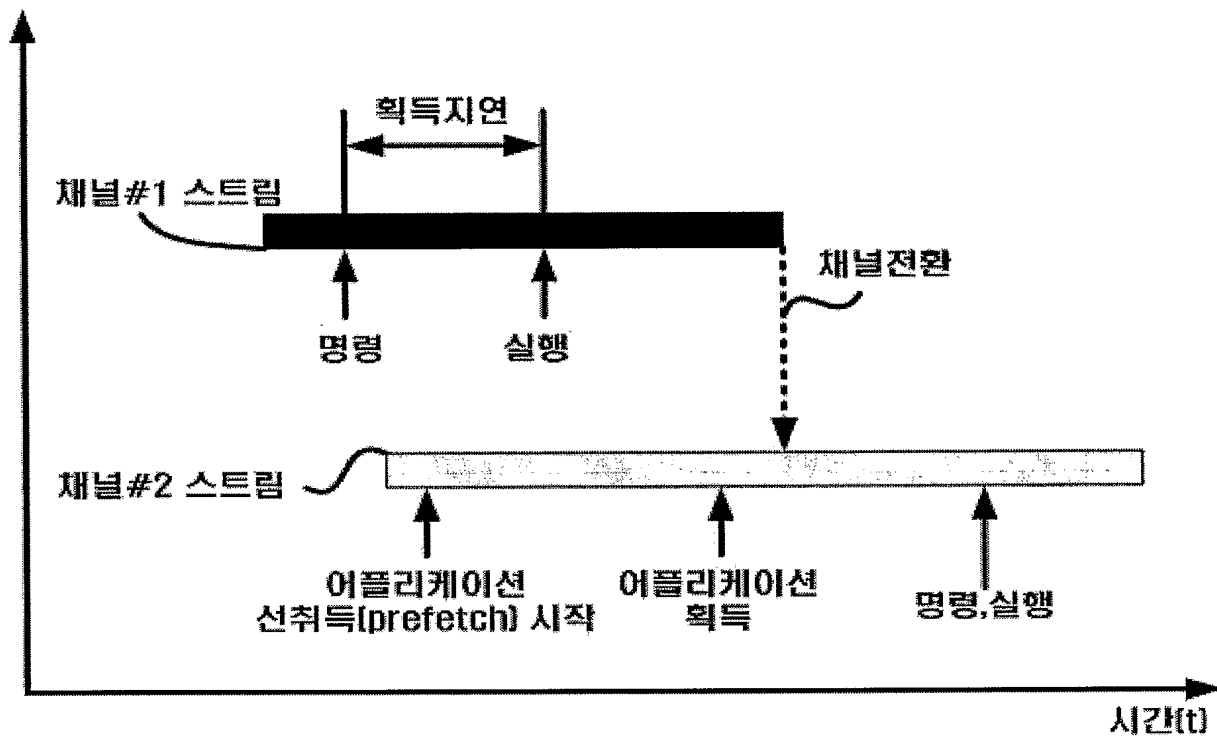 획득지연
채널#1 스트림
채널전환
명령
실행
채널#2 스트림
어플리케이션
선취득(prefetch) 시작
어플리케이션
획득
명령,실행
시간(t)